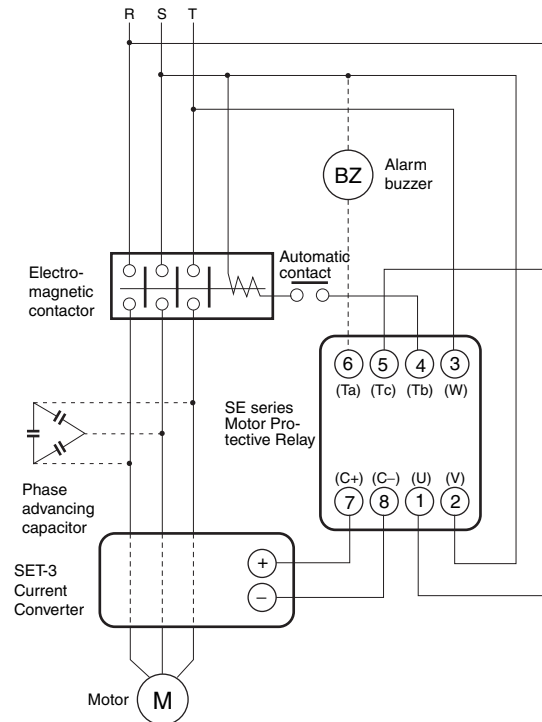 R S T
BZ
Alarm
buzzer
Electro-
magnetic
contactor
Automatic
contact
6 5 4 3
(Ta) (Tc) (Tb) (W)
SE series
Motor Pro-
tective Relay
(C+) (C−) (U) (V)
7 8 1 2
Phase
advancing
capacitor
SET-3
Current
Converter
+
−
Motor
M